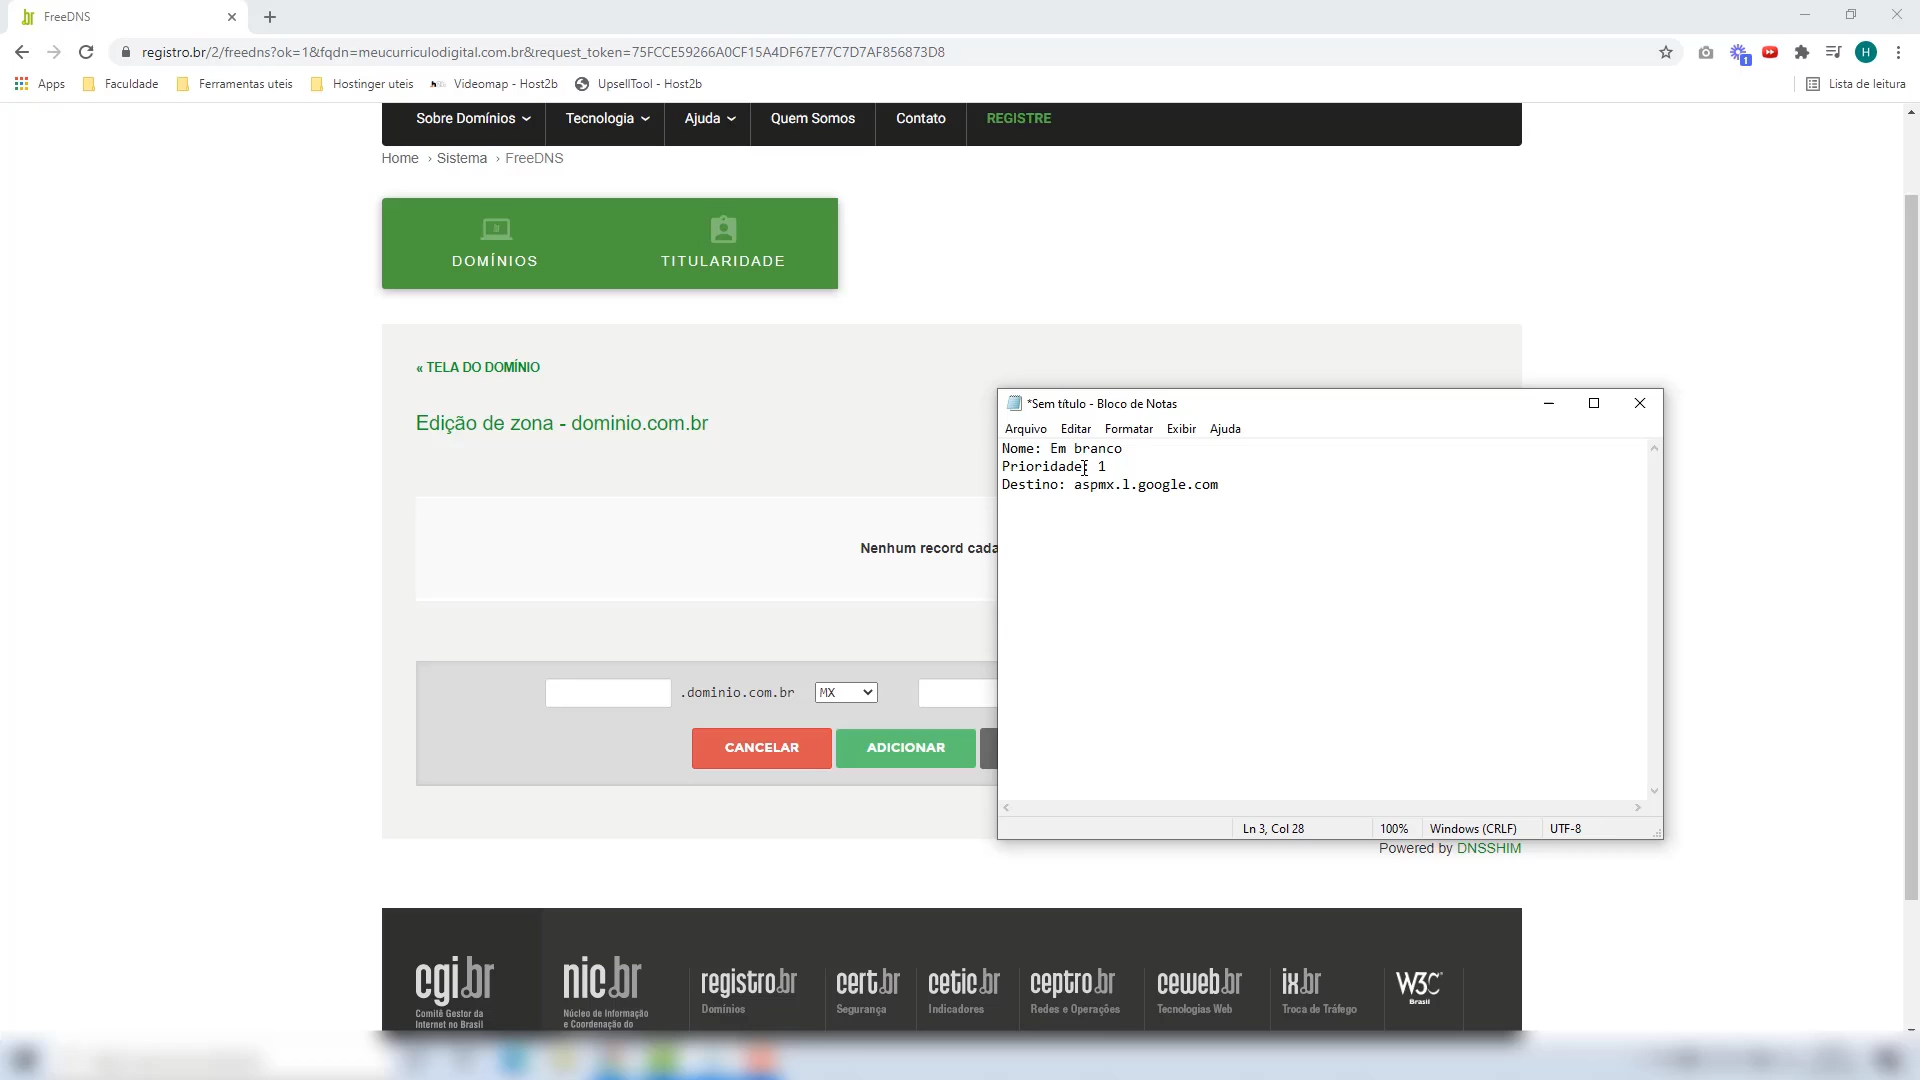 FreeDNS
registro.br/2/freedns?ok=1&fqdn=meucurriculodigital.com.br&request_token=75FCCE59266A0CF15A4DF67E77C7D7AF856873D8
1
H
Apps
Faculdade
Ferramentas uteis
Hostinger uteis
Videomap - Host2b
UpsellTool - Host2b
Lista de leitura
Sobre Domínios
Tecnologia
Ajuda
Quem Somos
Contato
REGISTRE
Home › Sistema › FreeDNS
DOMÍNIOS
TITULARIDADE
« TELA DO DOMÍNIO
Edição de zona - dominio.com.br
Nenhum record cada
.dominio.com.br
MX
CANCELAR
ADICIONAR
*Sem título - Bloco de Notas
Arquivo Editar Formatar Exibir Ajuda
Nome: Em branco
Prioridade: 1
Destino: aspmx.l.google.com
Ln 3, Col 28
100%
Windows (CRLF)
UTF-8
Powered by DNSSHIM
cgi.br
Comitê Gestor da
Internet no Brasil
nic.br
Núcleo de Informação
e Coordenação do
registro.br
Domínios
cert.br
Segurança
cetic.br
Indicadores
ceptro.br
Redes e Operações
ceweb.br
Tecnologias Web
ix.br
Troca de Tráfego
W3C
Brasil